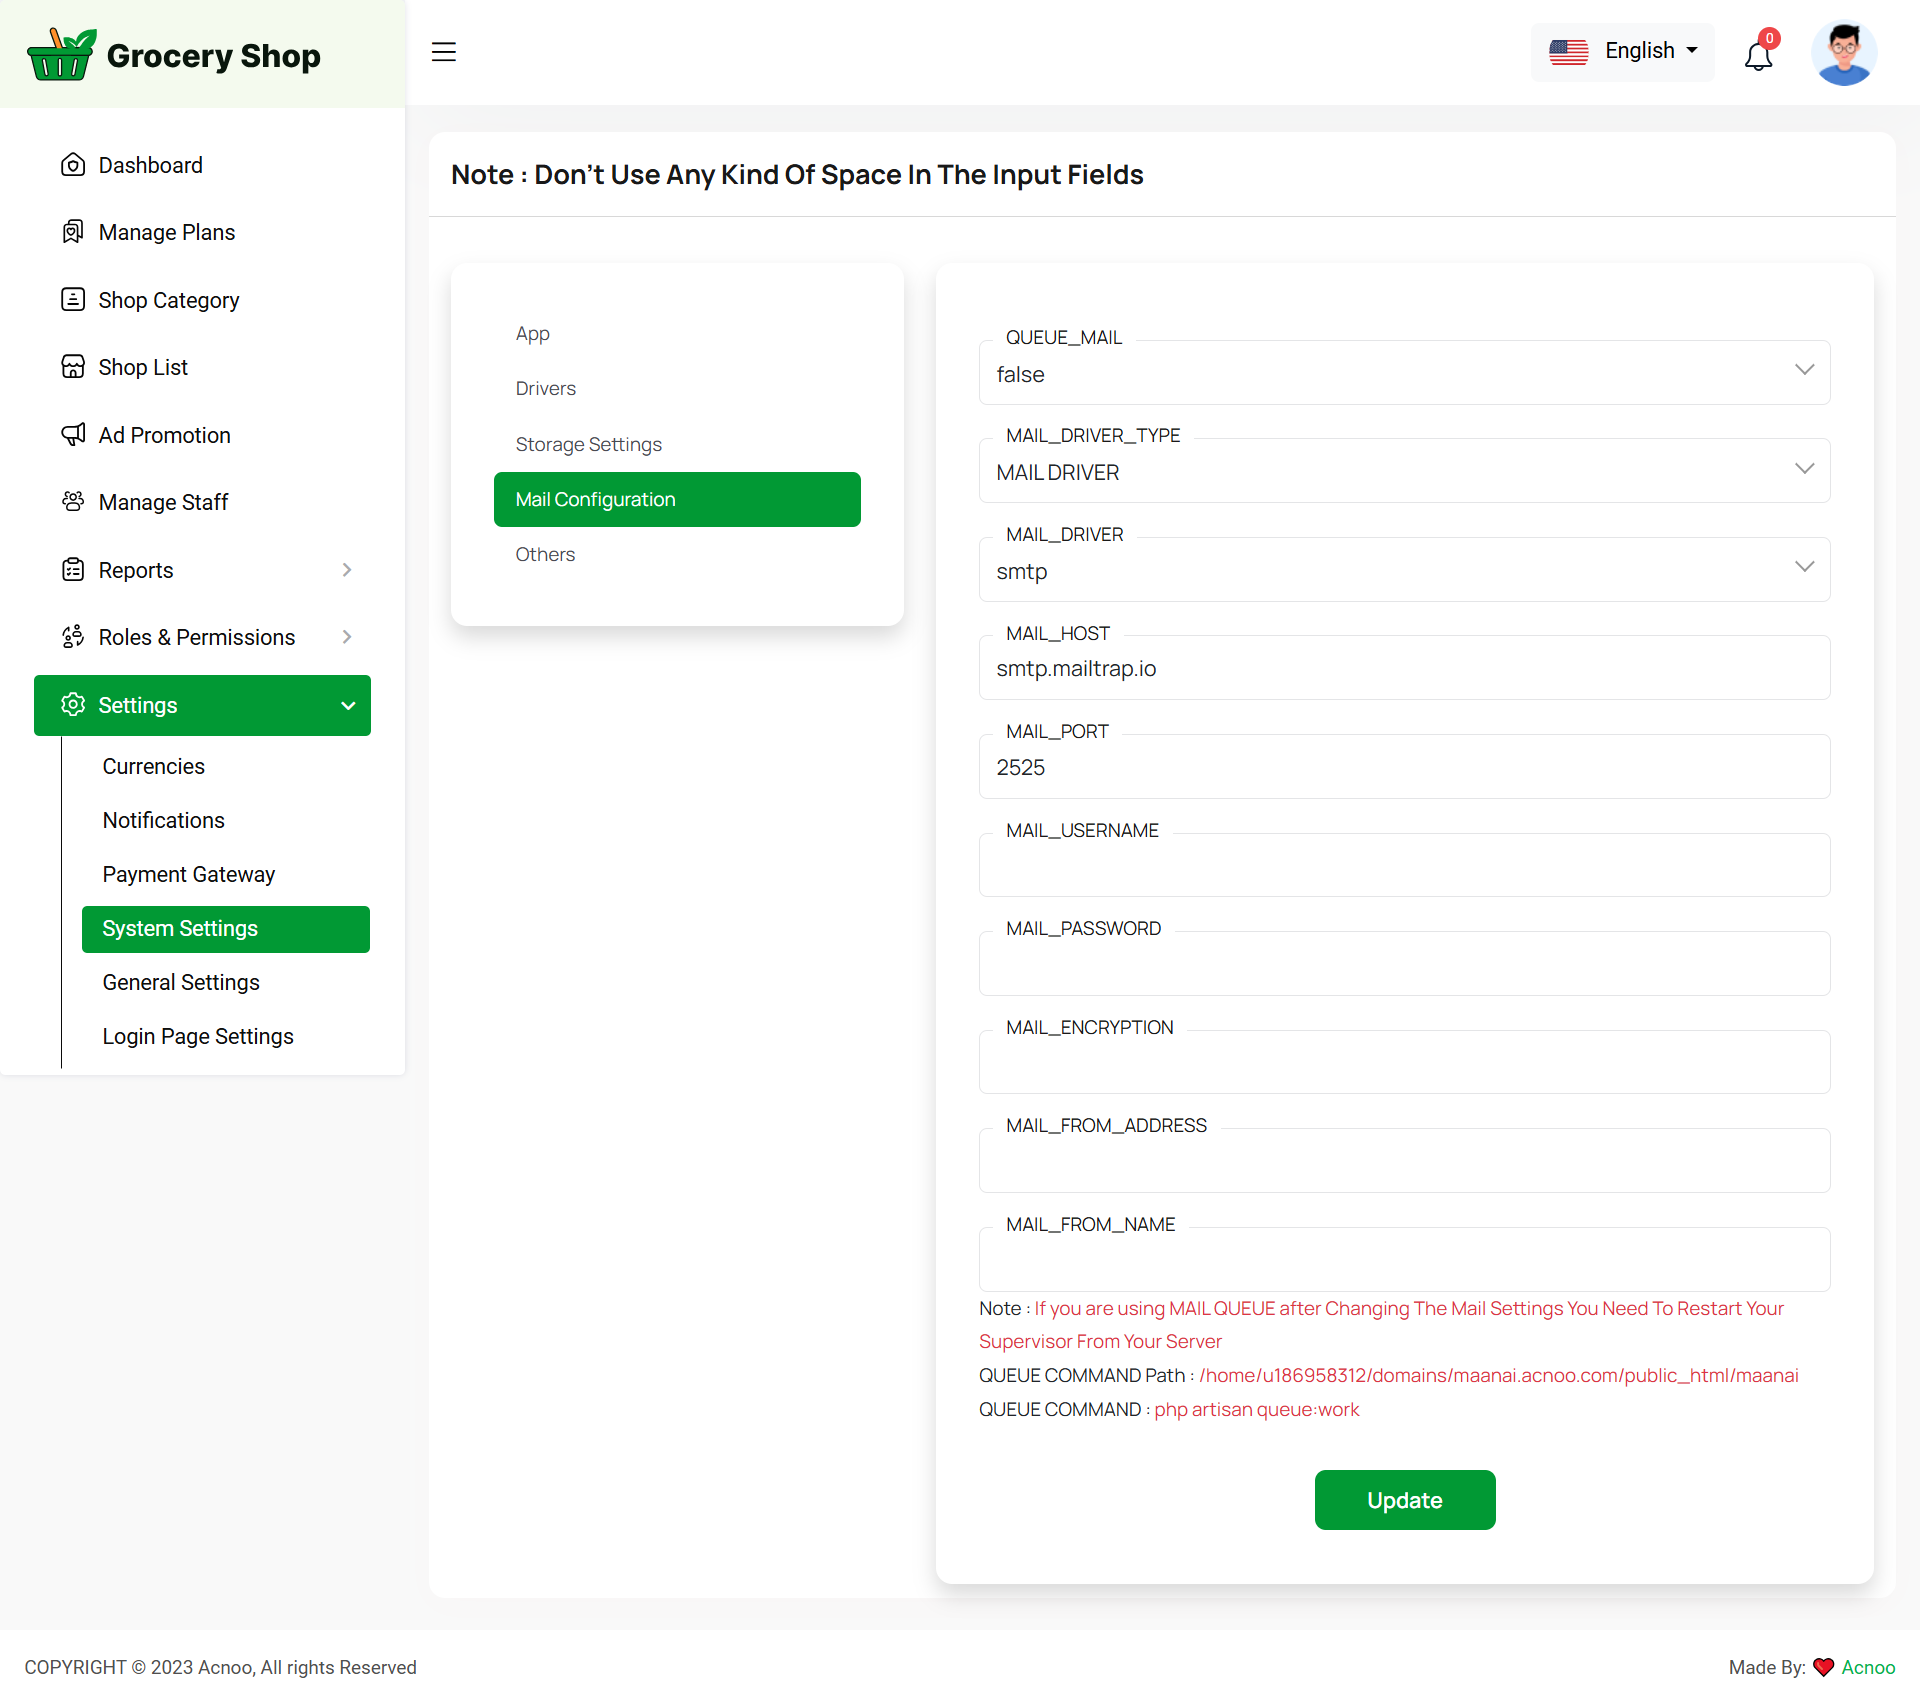 Grocery Shop
English
0
Dashboard
Manage Plans
Shop Category
Shop List
Ad Promotion
Manage Staff
Reports
Roles & Permissions
Settings
Currencies
Notifications
Payment Gateway
System Settings
General Settings
Login Page Settings
Note : Don't Use Any Kind Of Space In The Input Fields
App
Drivers
Storage Settings
Mail Configuration
Others
QUEUE_MAIL
false
MAIL_DRIVER_TYPE
MAIL DRIVER
MAIL_DRIVER
smtp
MAIL_HOST
smtp.mailtrap.io
MAIL_PORT
2525
MAIL_USERNAME
MAIL_PASSWORD
MAIL_ENCRYPTION
MAIL_FROM_ADDRESS
MAIL_FROM_NAME
Note : If you are using MAIL QUEUE after Changing The Mail Settings You Need To Restart Your
Supervisor From Your Server
QUEUE COMMAND Path : /home/u186958312/domains/maanai.acnoo.com/public_html/maanai
QUEUE COMMAND : php artisan queue:work
Update
COPYRIGHT © 2023 Acnoo, All rights Reserved
Made By: ❤️ Acnoo